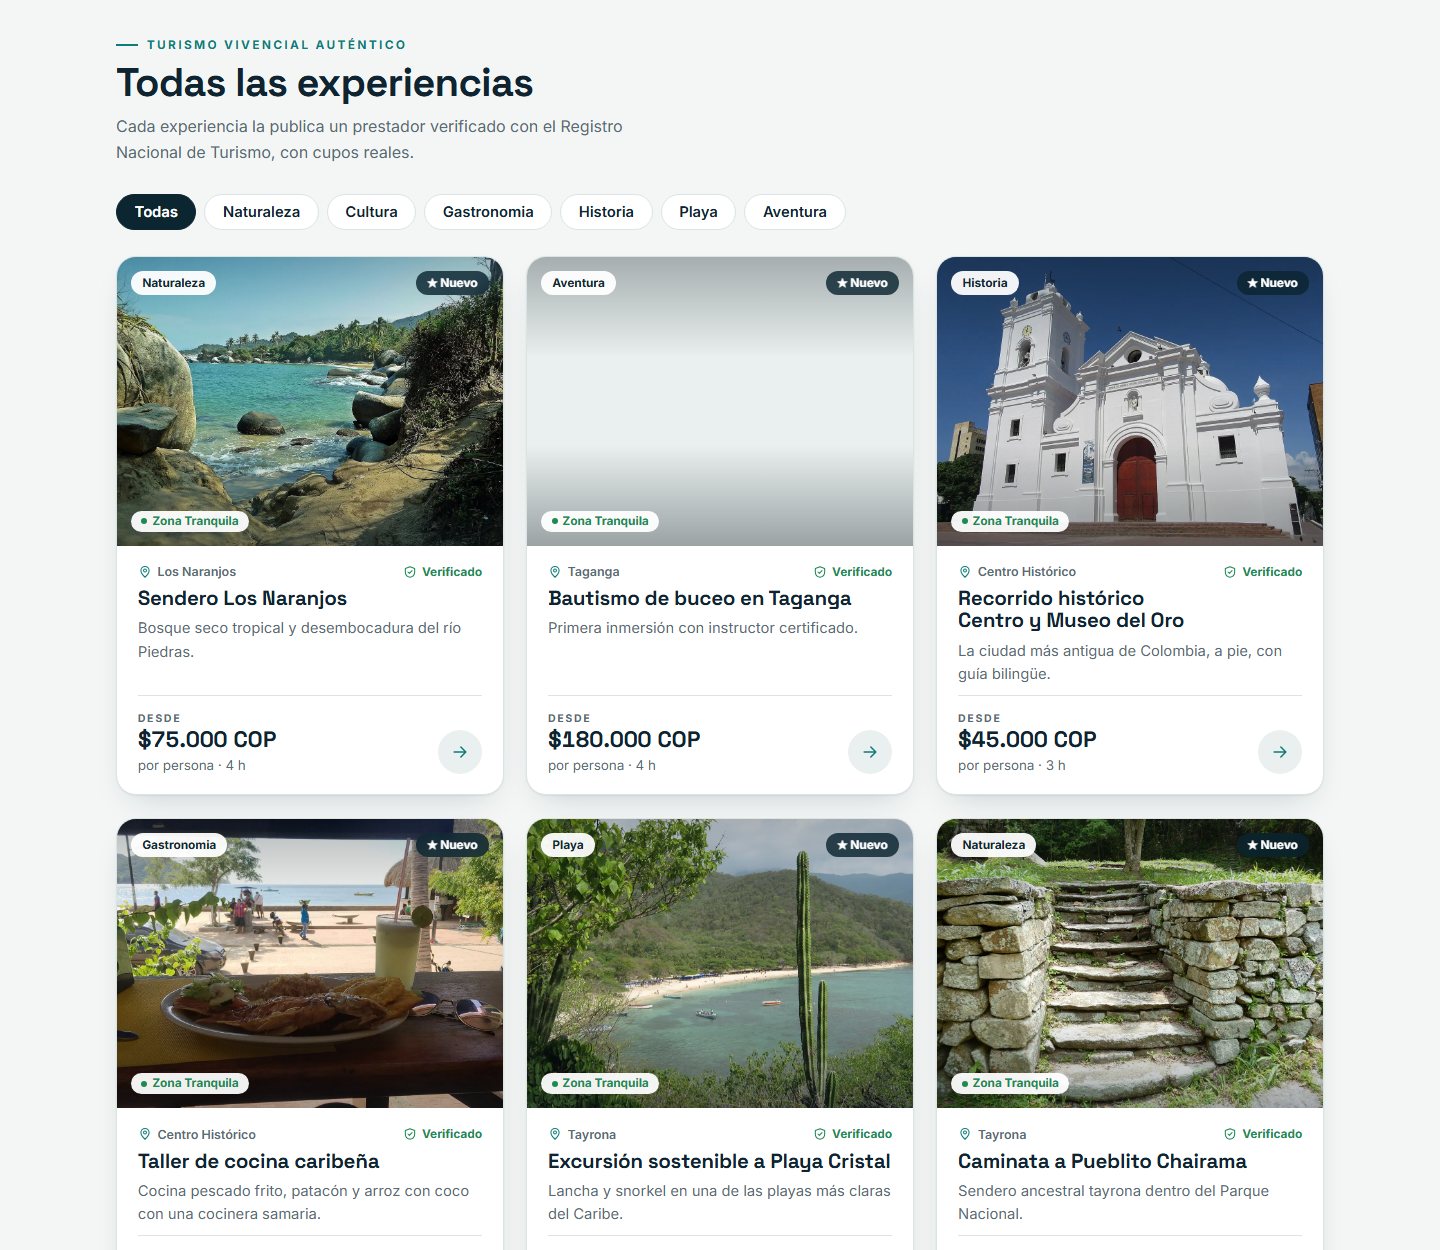 TURISMO VIVENCIAL AUTÉNTICO
Todas las experiencias
Cada experiencia la publica un prestador verificado con el Registro
Nacional de Turismo, con cupos reales.
Todas Naturaleza Cultura Gastronomia Historia Playa Aventura
Naturaleza ★ Nuevo
Zona Tranquila
Los Naranjos Verificado
Sendero Los Naranjos
Bosque seco tropical y desembocadura del río
Piedras.
DESDE
$75.000 COP
por persona · 4 h
Aventura ★ Nuevo
Zona Tranquila
Taganga Verificado
Bautismo de buceo en Taganga
Primera inmersión con instructor certificado.
DESDE
$180.000 COP
por persona · 4 h
Historia ★ Nuevo
Zona Tranquila
Centro Histórico Verificado
Recorrido histórico
Centro y Museo del Oro
La ciudad más antigua de Colombia, a pie, con
guía bilingüe.
DESDE
$45.000 COP
por persona · 3 h
Gastronomia ★ Nuevo
Zona Tranquila
Centro Histórico Verificado
Taller de cocina caribeña
Cocina pescado frito, patacón y arroz con coco
con una cocinera samaria.
Playa ★ Nuevo
Zona Tranquila
Tayrona Verificado
Excursión sostenible a Playa Cristal
Lancha y snorkel en una de las playas más claras
del Caribe.
Naturaleza ★ Nuevo
Zona Tranquila
Tayrona Verificado
Caminata a Pueblito Chairama
Sendero ancestral tayrona dentro del Parque
Nacional.